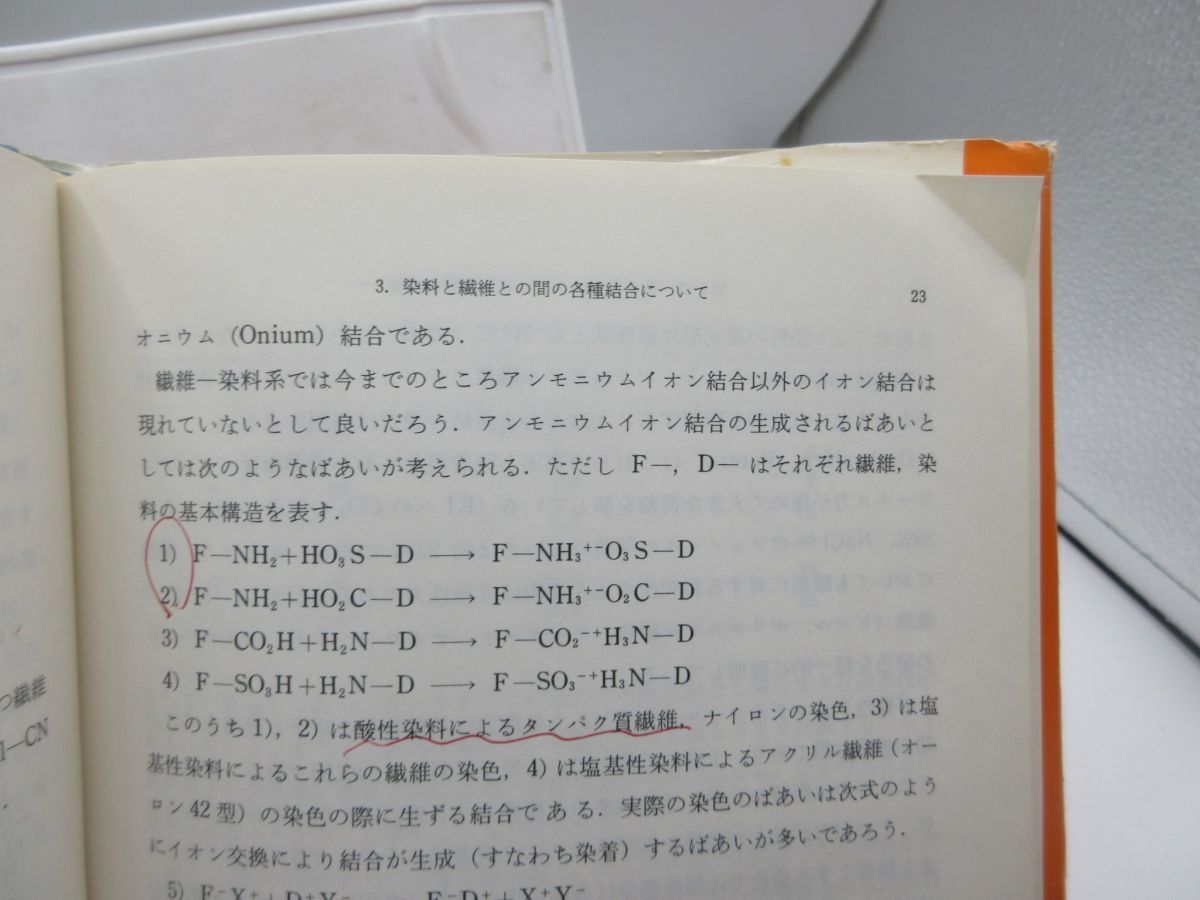 3. 染料と繊維との間の各種結合について
23
オニウム (Onium) 結合である.
繊維—染料系では今までのところアンモニウムイオン結合以外のイオン結合は
現れていないとして良いだろう. アンモニウムイオン結合の生成されるばあいと
しては次のようなばあいが考えられる. ただし F—, D— はそれぞれ繊維, 染
料の基本構造を表す.
1) F—NH₂+HO₃S—D ⟶ F—NH₃⁺⁻O₃S—D
2) F—NH₂+HO₂C—D ⟶ F—NH₃⁺⁻O₂C—D
3) F—CO₂H+H₂N—D ⟶ F—CO₂⁻⁺H₃N—D
4) F—SO₃H+H₂N—D ⟶ F—SO₃⁻⁺H₃N—D
このうち1), 2) は酸性染料によるタンパク質繊維, ナイロンの染色, 3) は塩
基性染料によるこれらの繊維の染色, 4) は塩基性染料によるアクリル繊維 (オー
ロン42型) の染色の際に生ずる結合である. 実際の染色のばあいは次式のよう
にイオン交換により結合が生成 (すなわち染着) するばあいが多いであろう.
5) F⁻X⁺+D⁺Y⁻ F⁻D⁺+X⁺Y⁻
つ繊維
—CN